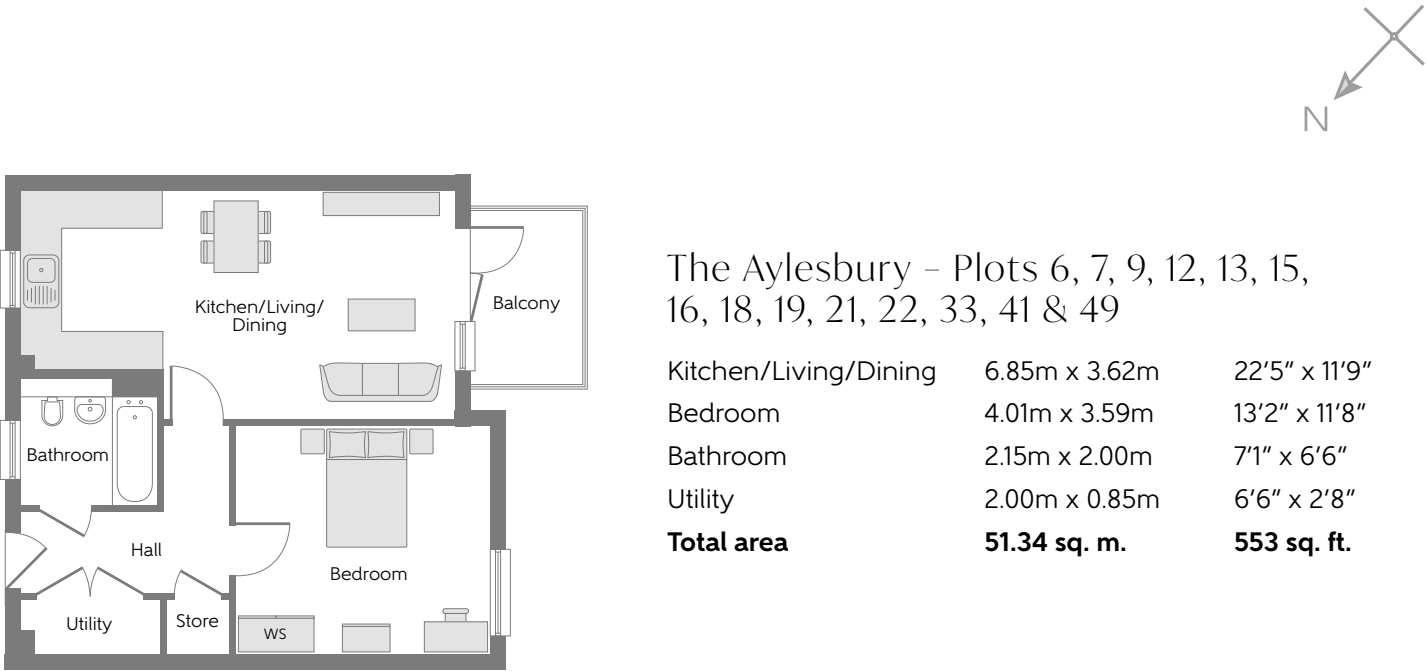 N
Kitchen/Living/
Dining
Balcony
Bathroom
Hall
Bedroom
Utility
Store
WS
The Aylesbury – Plots 6, 7, 9, 12, 13, 15,
16, 18, 19, 21, 22, 33, 41 & 49
Kitchen/Living/Dining 6.85m x 3.62m 22'5" x 11'9"
Bedroom 4.01m x 3.59m 13'2" x 11'8"
Bathroom 2.15m x 2.00m 7'1" x 6'6"
Utility 2.00m x 0.85m 6'6" x 2'8"
Total area 51.34 sq. m. 553 sq. ft.